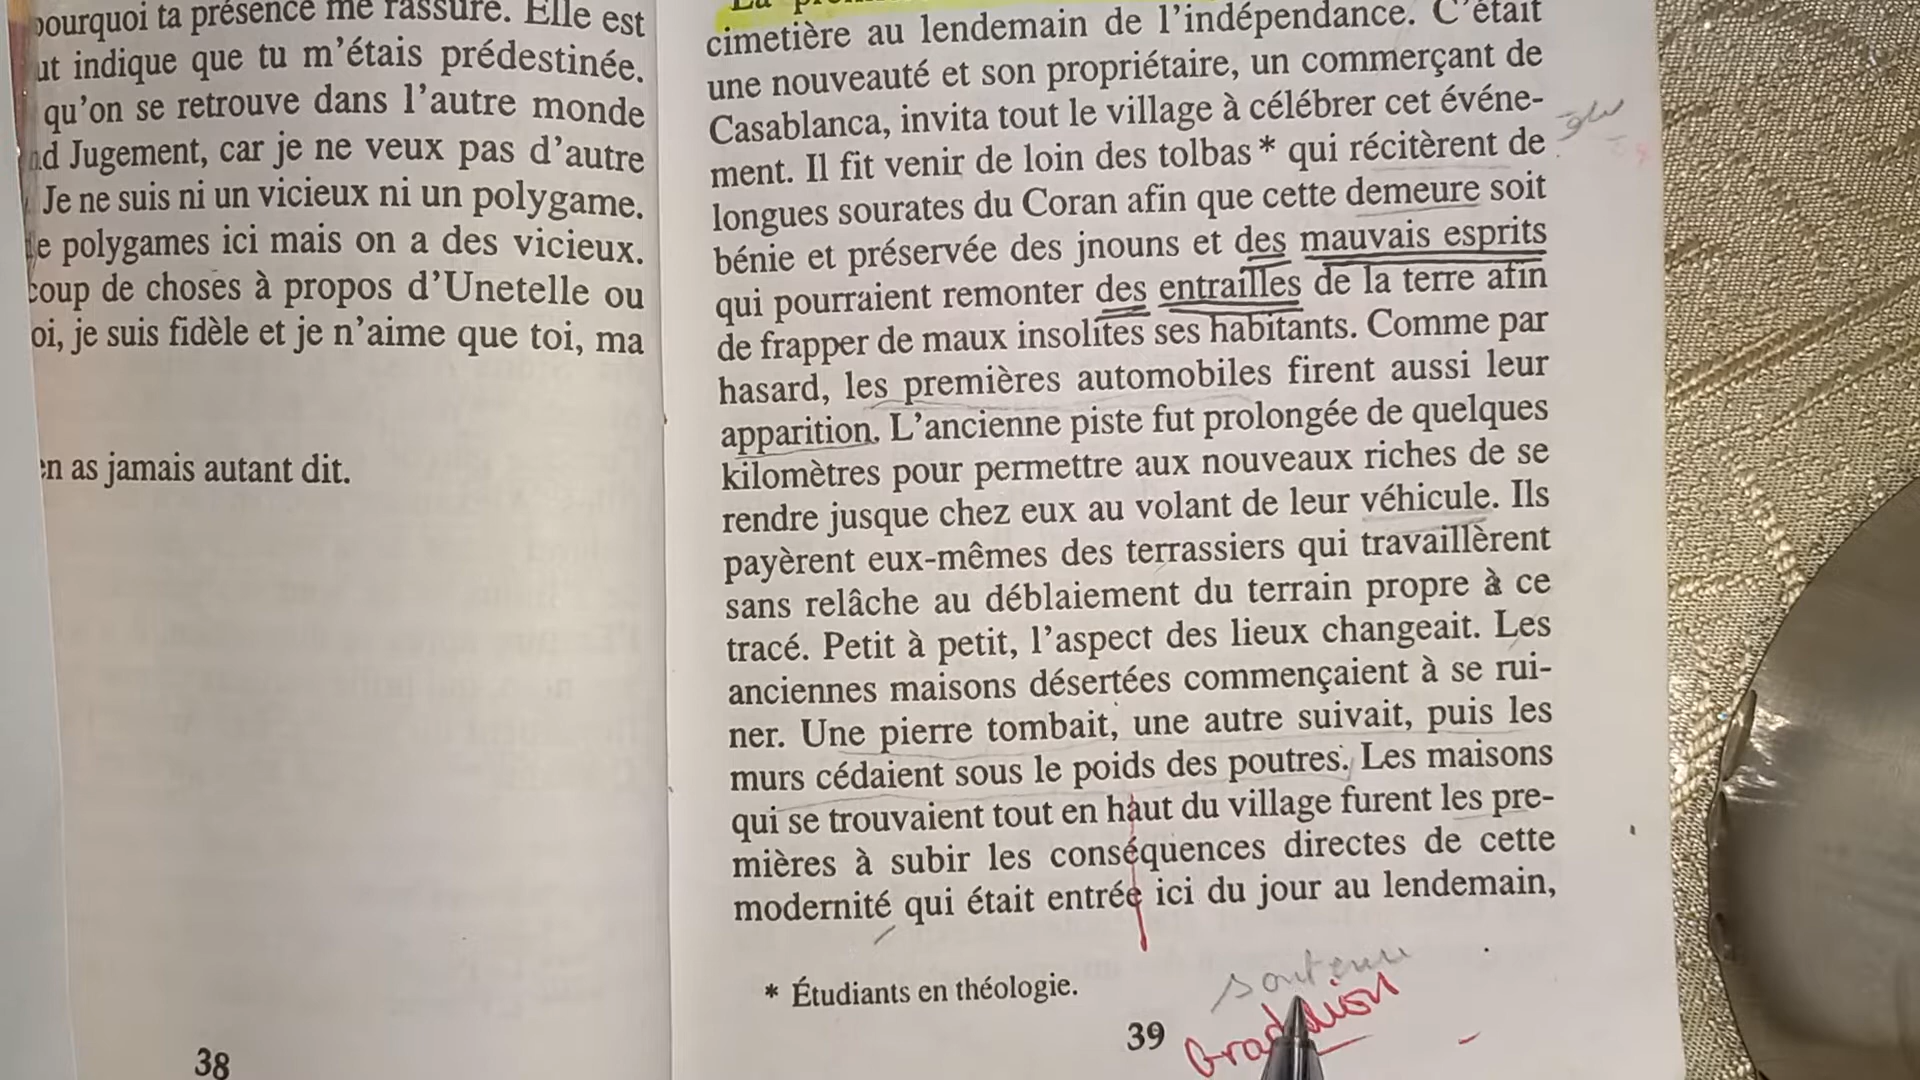 pourquoi ta présence me rassure. Elle est
ut indique que tu m'étais prédestinée.
qu'on se retrouve dans l'autre monde
nd Jugement, car je ne veux pas d'autre
Je ne suis ni un vicieux ni un polygame.
e polygames ici mais on a des vicieux.
coup de choses à propos d'Unetelle ou
oi, je suis fidèle et je n'aime que toi, ma
en as jamais autant dit.
38
cimetière au lendemain de l'indépendance. C'était
une nouveauté et son propriétaire, un commerçant de
Casablanca, invita tout le village à célébrer cet événe-
ment. Il fit venir de loin des tolbas* qui récitèrent de
longues sourates du Coran afin que cette demeure soit
bénie et préservée des jnouns et des mauvais esprits
qui pourraient remonter des entrailles de la terre afin
de frapper de maux insolites ses habitants. Comme par
hasard, les premières automobiles firent aussi leur
apparition. L'ancienne piste fut prolongée de quelques
kilomètres pour permettre aux nouveaux riches de se
rendre jusque chez eux au volant de leur véhicule. Ils
payèrent eux-mêmes des terrassiers qui travaillèrent
sans relâche au déblaiement du terrain propre à ce
tracé. Petit à petit, l'aspect des lieux changeait. Les
anciennes maisons désertées commençaient à se rui-
ner. Une pierre tombait, une autre suivait, puis les
murs cédaient sous le poids des poutres. Les maisons
qui se trouvaient tout en haut du village furent les pre-
mières à subir les conséquences directes de cette
modernité qui était entrée ici du jour au lendemain,
* Étudiants en théologie.
soutenu
39